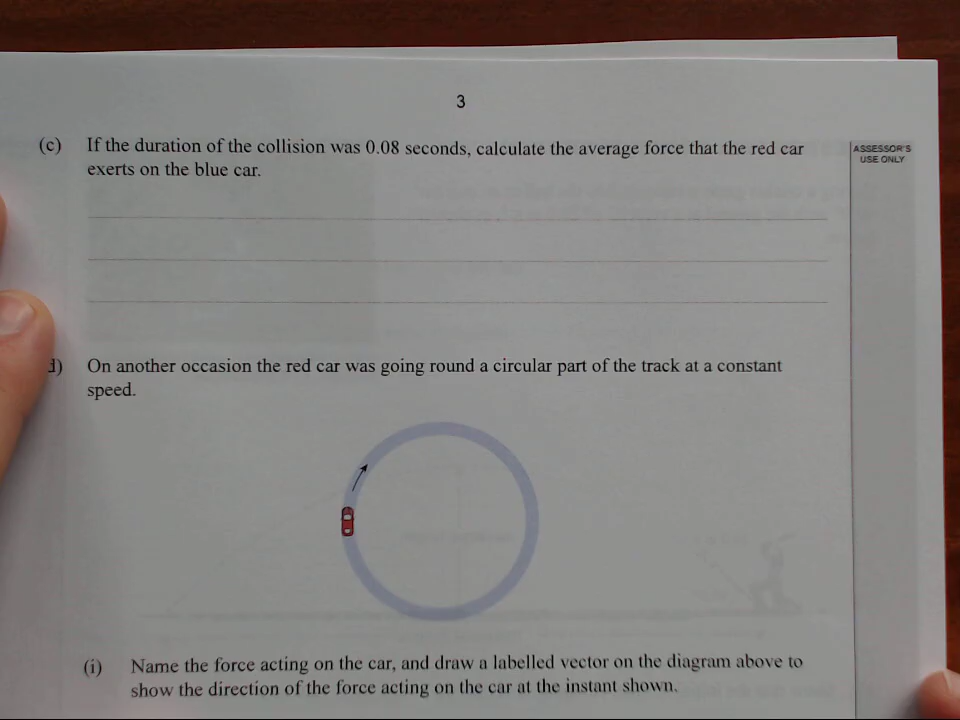 3
(c) If the duration of the collision was 0.08 seconds, calculate the average force that the red car
exerts on the blue car.
ASSESSOR'S
USE ONLY
d) On another occasion the red car was going round a circular part of the track at a constant
speed.
(i) Name the force acting on the car, and draw a labelled vector on the diagram above to
show the direction of the force acting on the car at the instant shown.